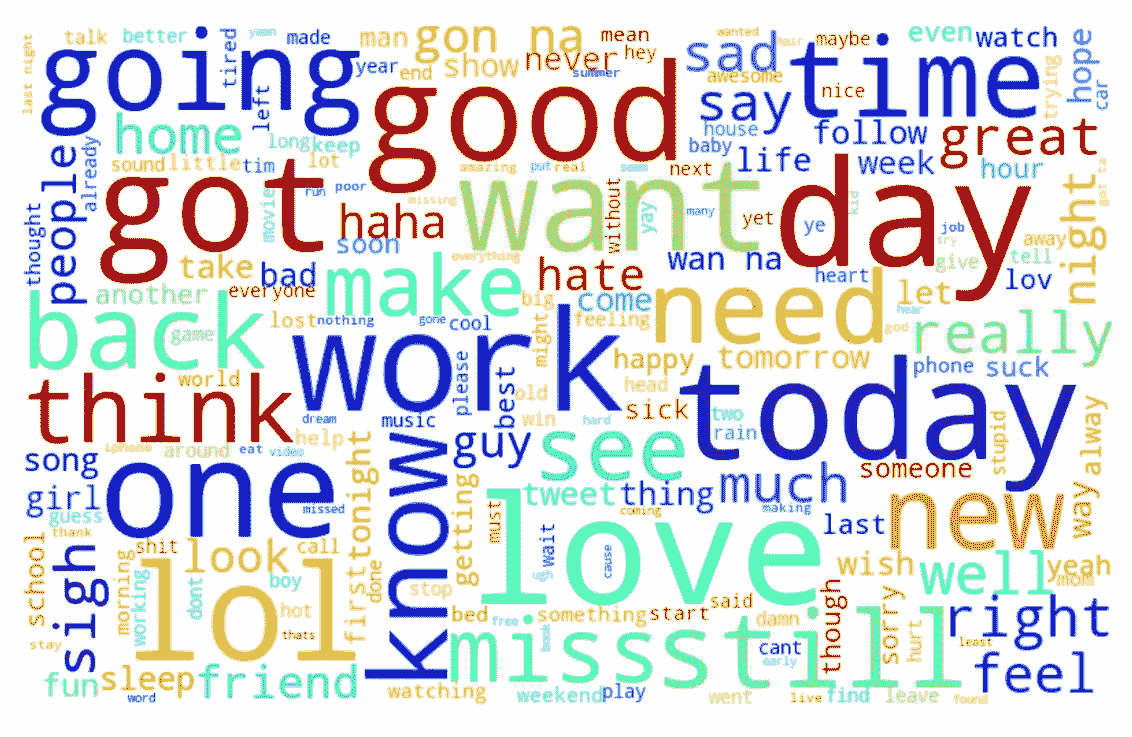 last night
talk
better
yeah
made
man
gon na
mean
hey
sad
wanted
hair
maybe
time
even
watch
hope
car
going
tired
left
year
end
show
never
summer
awesome
nice
trying
say
good
home
long
keep
house
baby
follow
great
people
already
sound
little
tim
lot
amazing
put
real
seem
next
life
week
hour
got
movie
run
poor
missing
want
without
yay
many
yet
day
ye
kid
job
try
away
night
got ta
thought
haha
soon
everything
wan na
heart
give
tell
lov
take
bad
make
hate
another
everyone
big
come
need
let
back
game
lost
nothing
gone
cool
might
feeling
god
hear
really
work
please
happy
tomorrow
think
world
best
old
head
phone
suck
today
dream
music
win
sick
two
rain
hard
song
iphone
around
eat
video
help
tonight
know
guy
see
someone
stupid
alway
girl
one
missed
getting
tweet
thing
much
guess
must
love
coming
making
last
new
way
thank
school
sigh
shit
look
call
first
done
wait
cause
wish
well
yeah
mom
morning
working
dont
boy
hot
stop
lol
thats
bed
free
something
start
said
damn
though
sorry
hurt
right
least
stay
miss
still
cant
early
feel
fun
sleep
friend
watching
weekend
play
went
live
find
leave
found
word